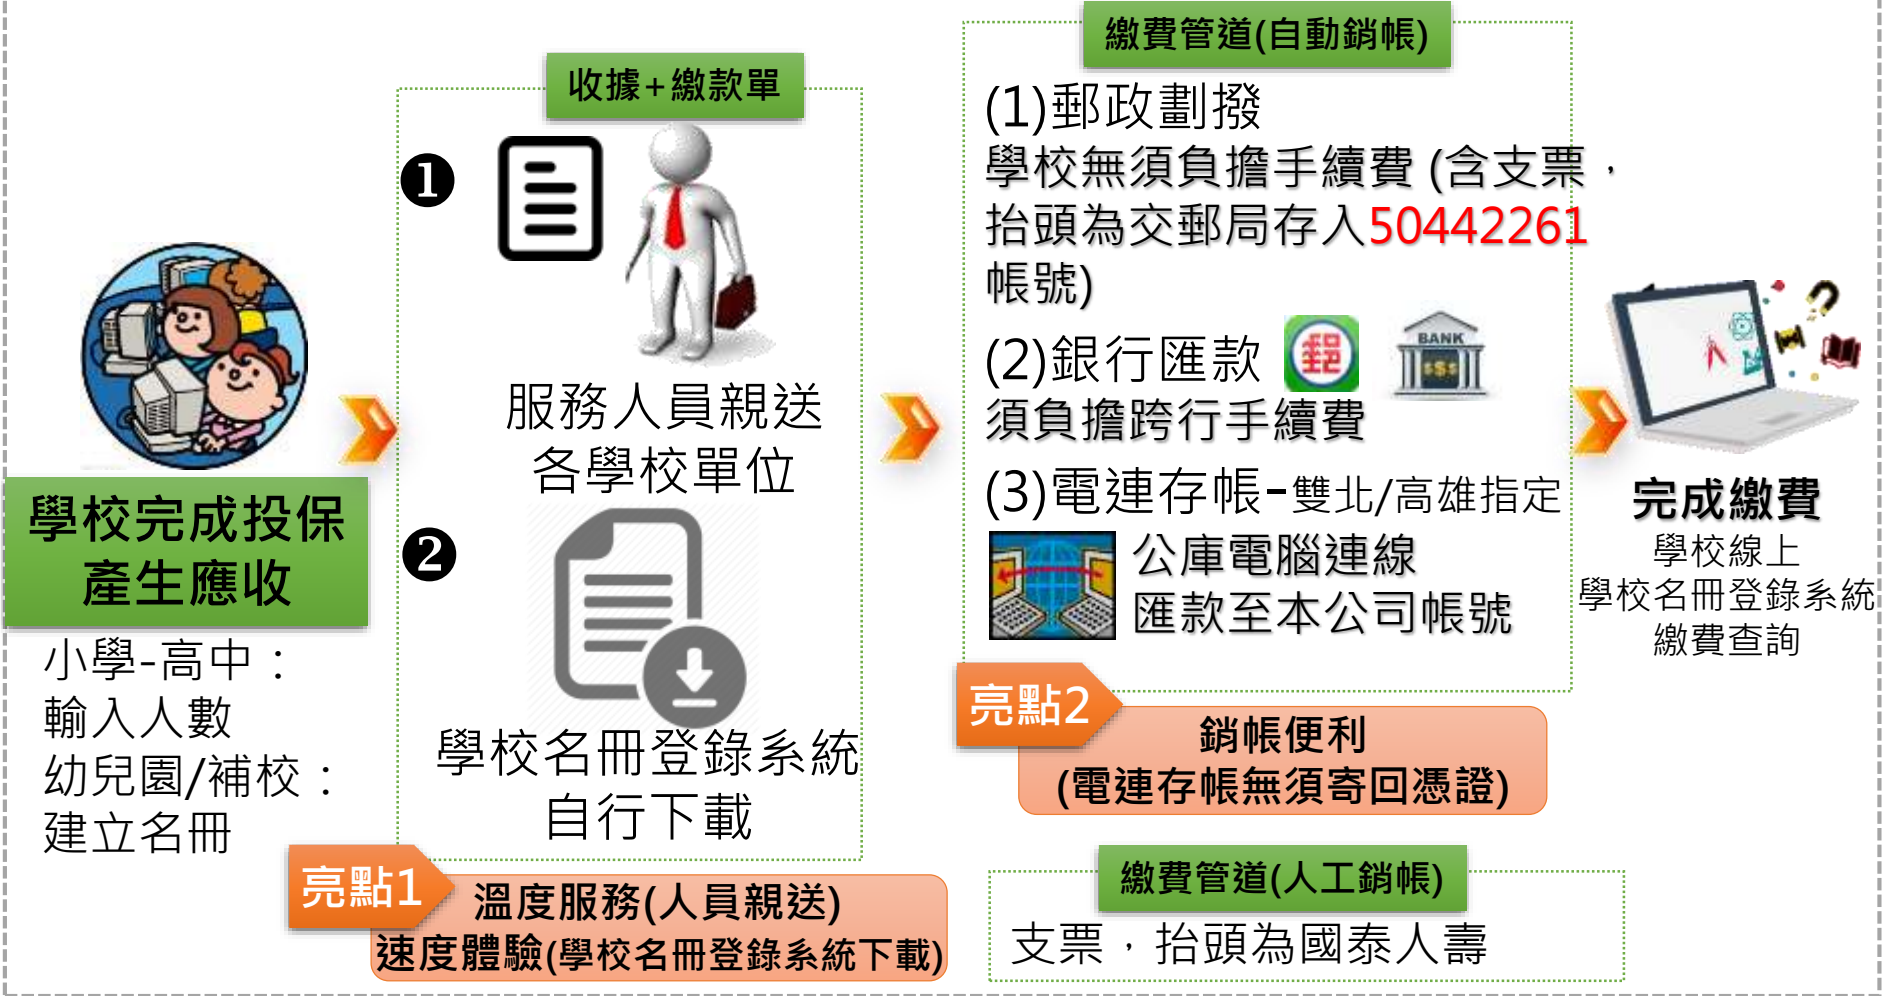 學校完成投保
產生應收
小學-高中：
輸入人數
幼兒園/補校：
建立名冊
收據+繳款單
❶
服務人員親送
各學校單位
❷
學校名冊登錄系統
自行下載
亮點1
溫度服務(人員親送)
速度體驗(學校名冊登錄系統下載)
繳費管道(自動銷帳)
(1)郵政劃撥
學校無須負擔手續費 (含支票，
抬頭為交郵局存入50442261
帳號)
(2)銀行匯款
郵
BANK
$$$
須負擔跨行手續費
(3)電連存帳-雙北/高雄指定
公庫電腦連線
匯款至本公司帳號
亮點2
銷帳便利
(電連存帳無須寄回憑證)
繳費管道(人工銷帳)
支票，抬頭為國泰人壽
完成繳費
學校線上
學校名冊登錄系統
繳費查詢